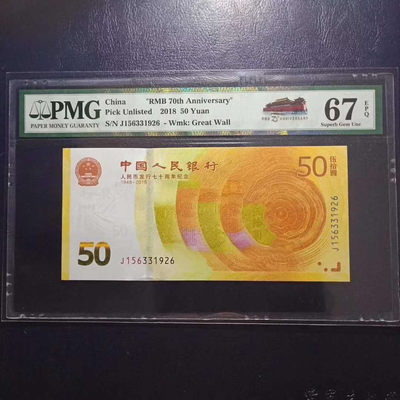 PMG
PAPER MONEY GUARANTY
China "RMB 70th Anniversary"
Pick Unlisted 2018 50 Yuan
S/N J156331926 - Wmk: Great Wall
67 EPQ
Superb Gem Unc
中国人民银行
人民币发行七十周年纪念
1948-2018
50 伍拾圆
50
J156331926
J156331926